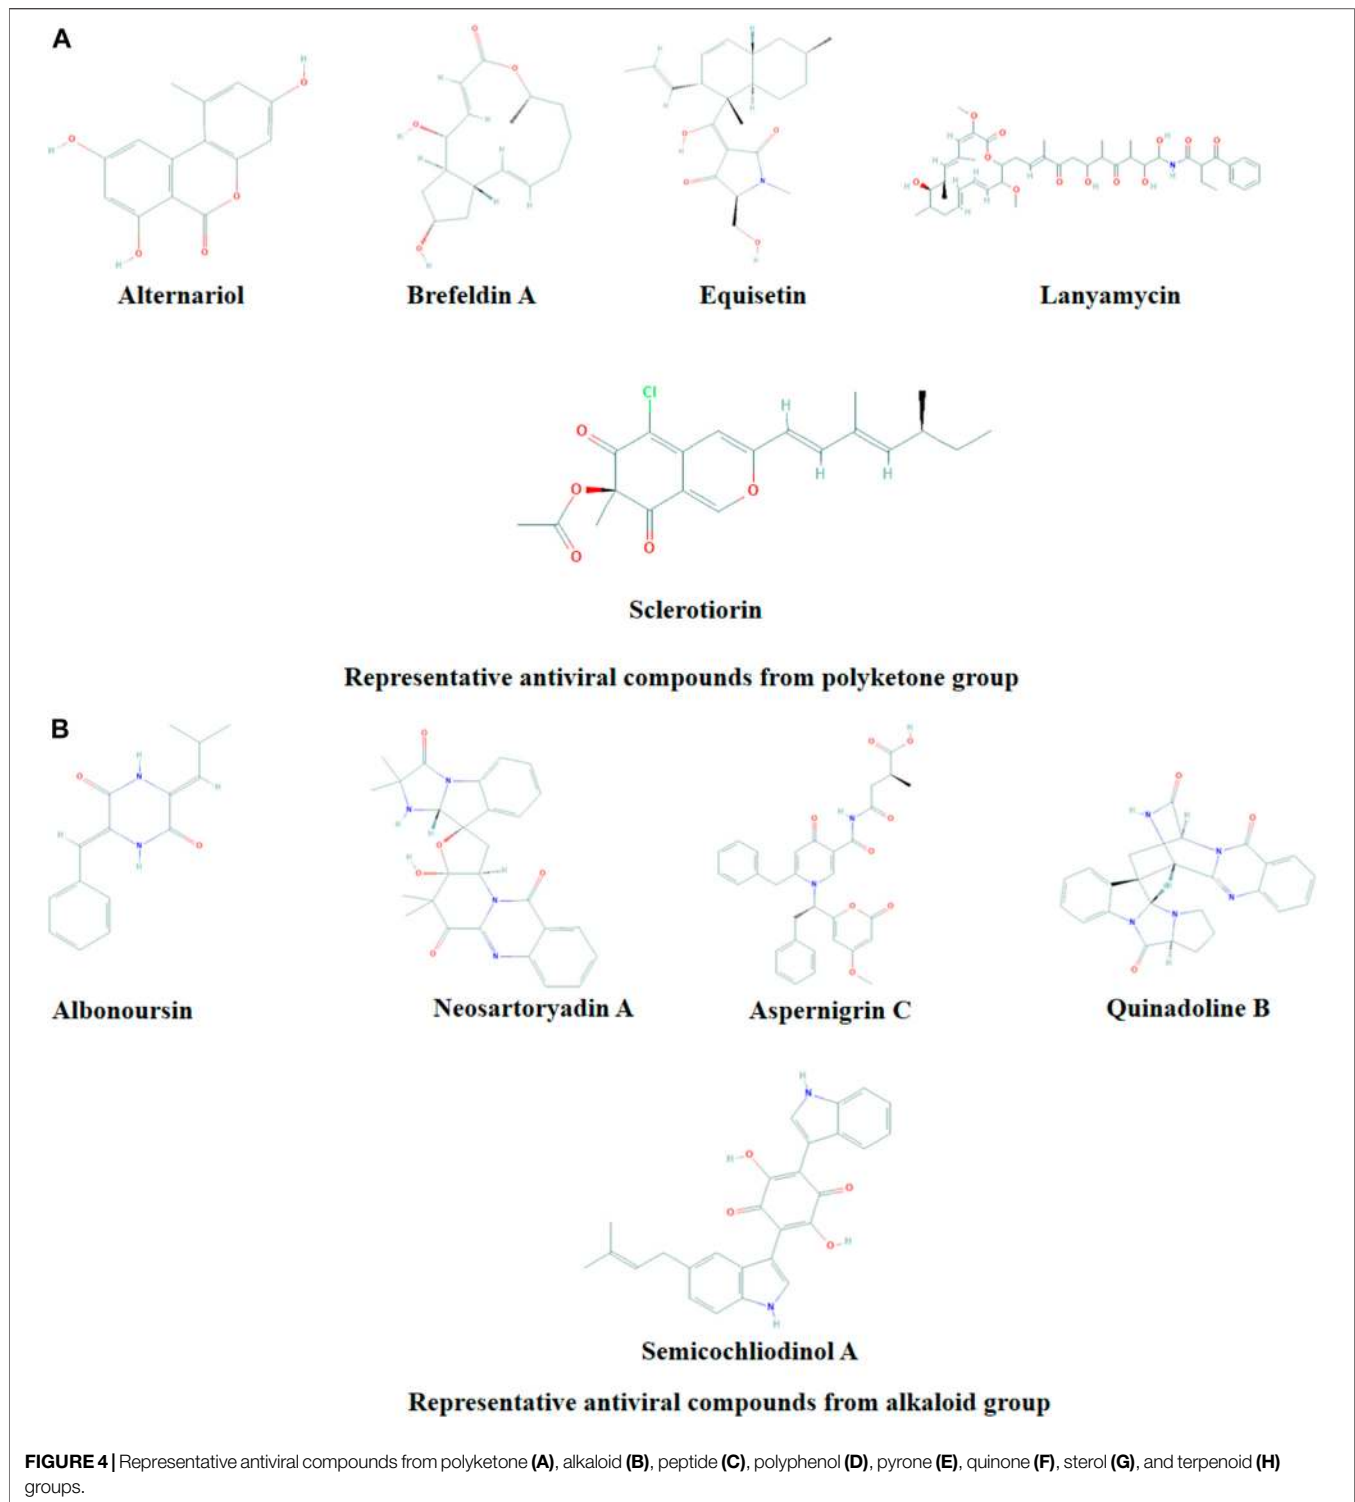 A
Alternariol
Brefeldin A
Equisetin
Lanyamycin
Sclerotiorin
Representative antiviral compounds from polyketone group
B
Albonoursin
Neosartoryadin A
Aspernigrin C
Quinadoline B
Semicochliodinol A
Representative antiviral compounds from alkaloid group
FIGURE 4 | Representative antiviral compounds from polyketone (A), alkaloid (B), peptide (C), polyphenol (D), pyrone (E), quinone (F), sterol (G), and terpenoid (H)
groups.